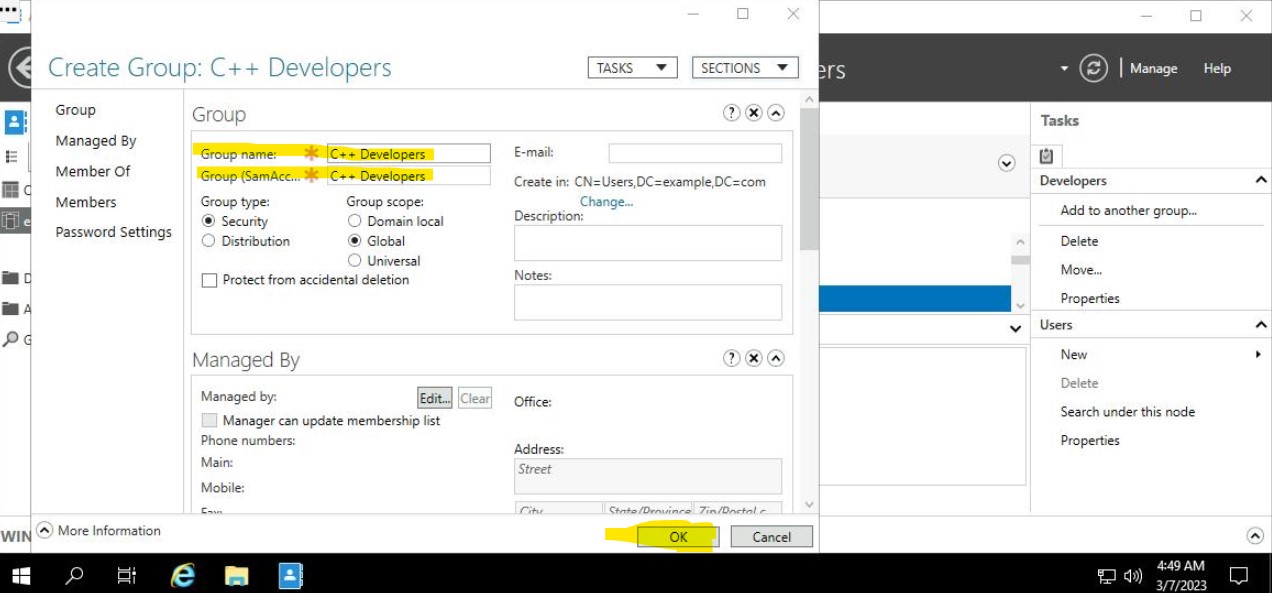 Create Group: C++ Developers
TASKS
SECTIONS
ers
Manage
Help
Group
Managed By
Member Of
Members
Password Settings
Group
Group name: * C++ Developers
Group (SamAcc... * C++ Developers
Group type:
Security
Distribution
Group scope:
Domain local
Global
Universal
Protect from accidental deletion
E-mail:
Create in: CN=Users,DC=example,DC=com
Change...
Description:
Notes:
Managed By
Managed by:
Edit...
Clear
Manager can update membership list
Phone numbers:
Main:
Mobile:
Fax:
Office:
Address:
Street
City
State/Province
Zip/Postal c
More Information
OK
Cancel
Tasks
Developers
Add to another group...
Delete
Move...
Properties
Users
New
Delete
Search under this node
Properties
WIN
4:49 AM
3/7/2023